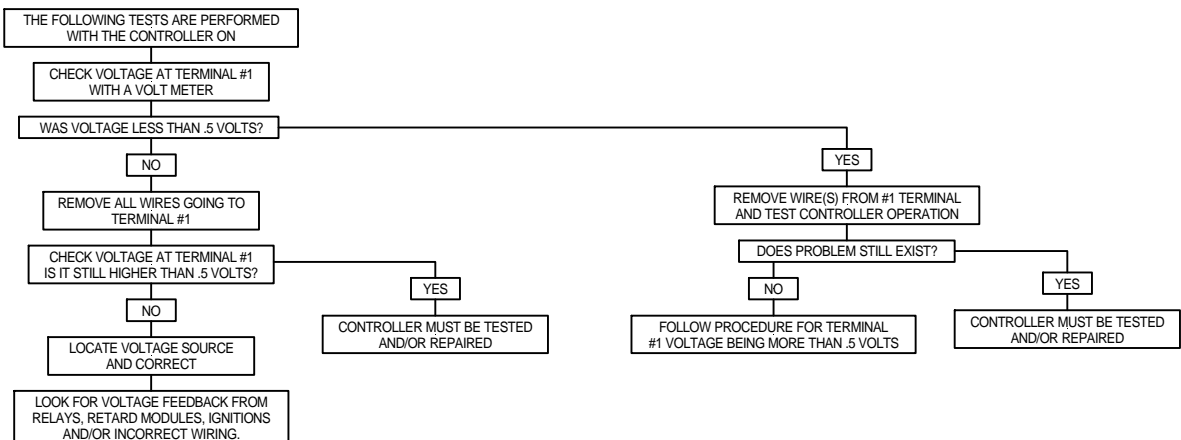 THE FOLLOWING TESTS ARE PERFORMED
WITH THE CONTROLLER ON
CHECK VOLTAGE AT TERMINAL #1
WITH A VOLT METER
WAS VOLTAGE LESS THAN .5 VOLTS?
NO
REMOVE ALL WIRES GOING TO
TERMINAL #1
CHECK VOLTAGE AT TERMINAL #1
IS IT STILL HIGHER THAN .5 VOLTS?
NO
LOCATE VOLTAGE SOURCE
AND CORRECT
LOOK FOR VOLTAGE FEEDBACK FROM
RELAYS, RETARD MODULES, IGNITIONS
AND/OR INCORRECT WIRING.
YES
CONTROLLER MUST BE TESTED
AND/OR REPAIRED
YES
REMOVE WIRE(S) FROM #1 TERMINAL
AND TEST CONTROLLER OPERATION
DOES PROBLEM STILL EXIST?
NO
FOLLOW PROCEDURE FOR TERMINAL
#1 VOLTAGE BEING MORE THAN .5 VOLTS
YES
CONTROLLER MUST BE TESTED
AND/OR REPAIRED